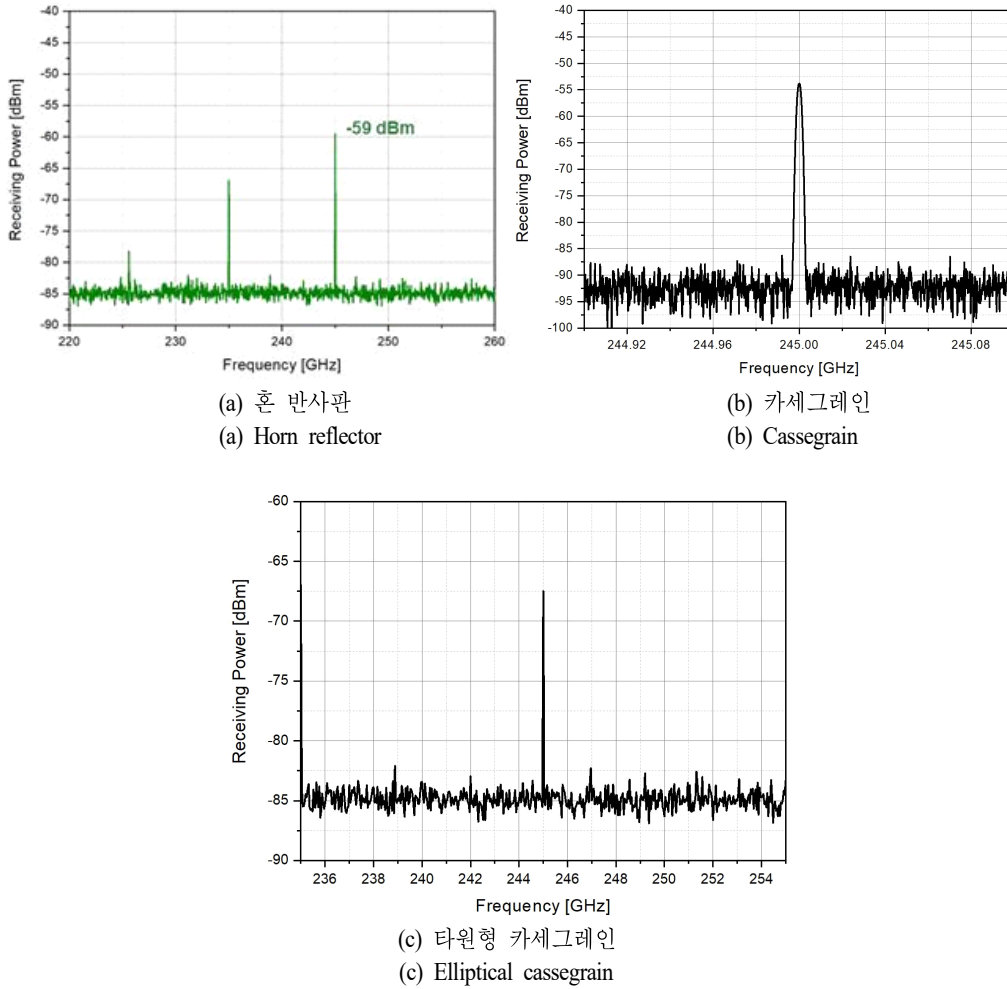 -40
-45
-50
-55
-60
-65
-70
-75
-80
-85
-90
Receiving Power [dBm]
-59 dBm
220 230 240 250 260
Frequency [GHz]
(a) 혼 반사판
(a) Horn reflector
-40
-45
-50
-55
-60
-65
-70
-75
-80
-85
-90
-95
-100
Receiving Power [dBm]
244.92 244.96 245.00 245.04 245.08
Frequency [GHz]
(b) 카세그레인
(b) Cassegrain
-60
-65
-70
-75
-80
-85
-90
Receiving Power [dBm]
236 238 240 242 244 246 248 250 252 254
Frequency [GHz]
(c) 타원형 카세그레인
(c) Elliptical cassegrain